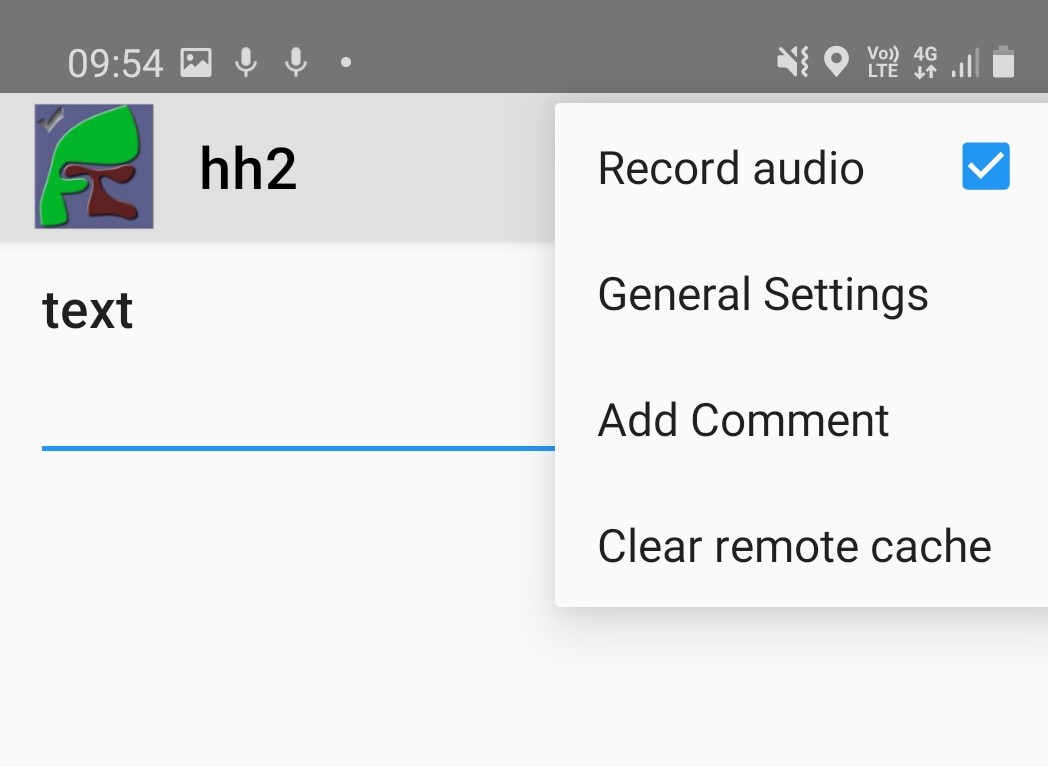 09:54
Vo)) LTE 4G
hh2
text
Record audio
General Settings
Add Comment
Clear remote cache